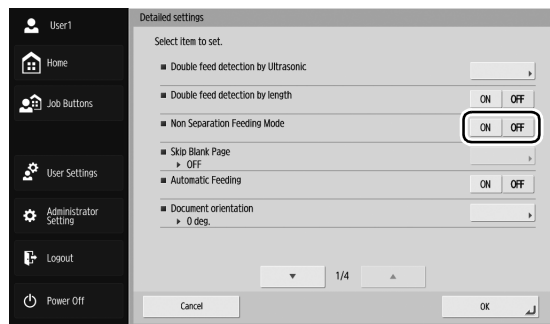 User1
Detailed settings
Select item to set.
Home
Double feed detection by Ultrasonic
Double feed detection by length
ON OFF
Job Buttons
Non Separation Feeding Mode
ON OFF
Skip Blank Page
OFF
User Settings
Automatic Feeding
ON OFF
Administrator
Setting
Document orientation
0 deg.
Logout
1/4
Power Off
Cancel
OK